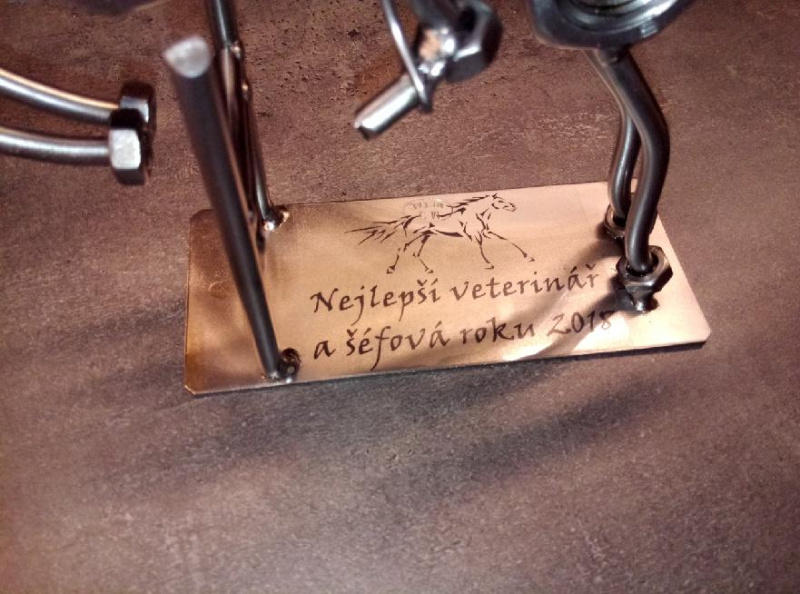 Nejlepší veterinář
a šéfová roku 2018